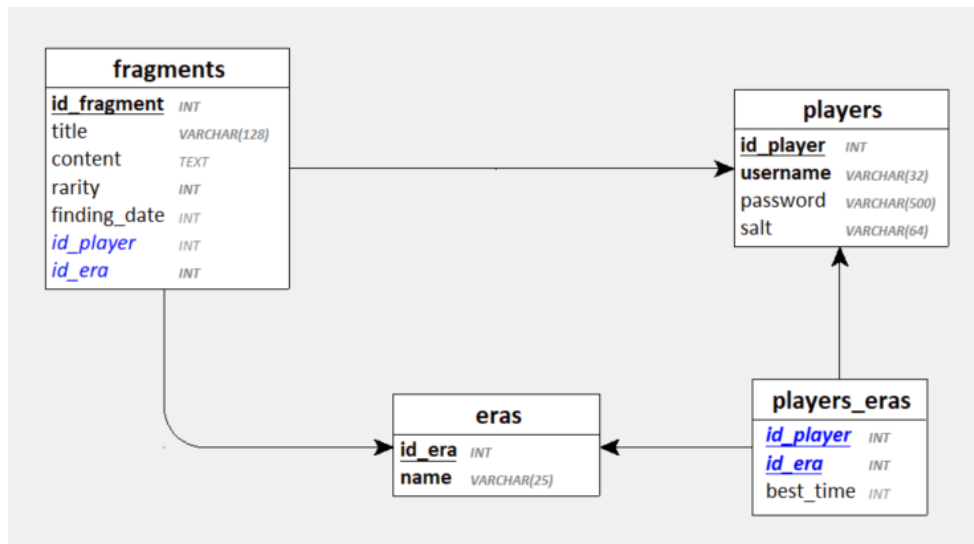 fragments
id_fragment INT
title VARCHAR(128)
content TEXT
rarity INT
finding_date INT
id_player INT
id_era INT
players
id_player INT
username VARCHAR(32)
password VARCHAR(500)
salt VARCHAR(64)
eras
id_era INT
name VARCHAR(25)
players_eras
id_player INT
id_era INT
best_time INT